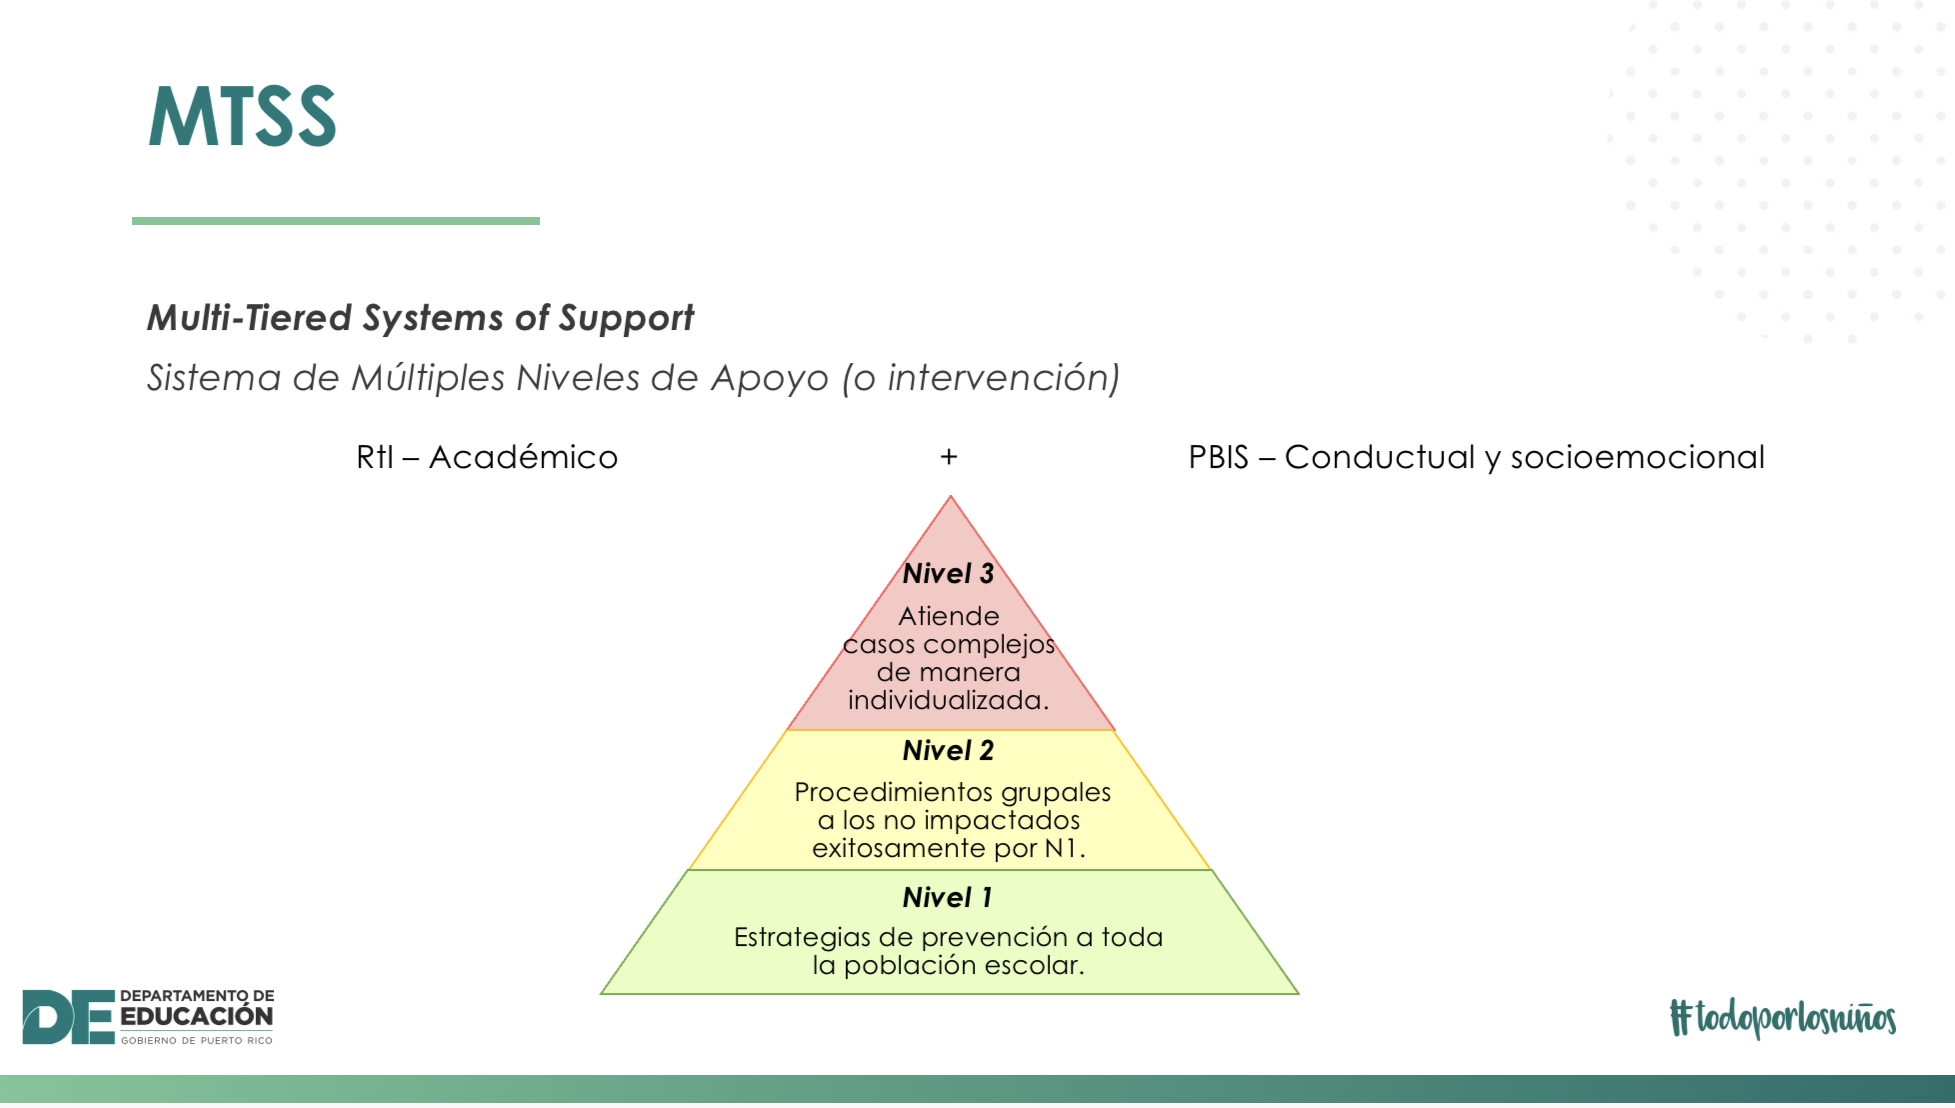 MTSS
Multi-Tiered Systems of Support
Sistema de Múltiples Niveles de Apoyo (o intervención)
RtI – Académico + PBIS – Conductual y socioemocional
Nivel 3
Atiende
casos complejos
de manera
individualizada.
Nivel 2
Procedimientos grupales
a los no impactados
exitosamente por N1.
Nivel 1
Estrategias de prevención a toda
la población escolar.
DE
DEPARTAMENTO DE
EDUCACIÓN
GOBIERNO DE PUERTO RICO
#todoporlosniños